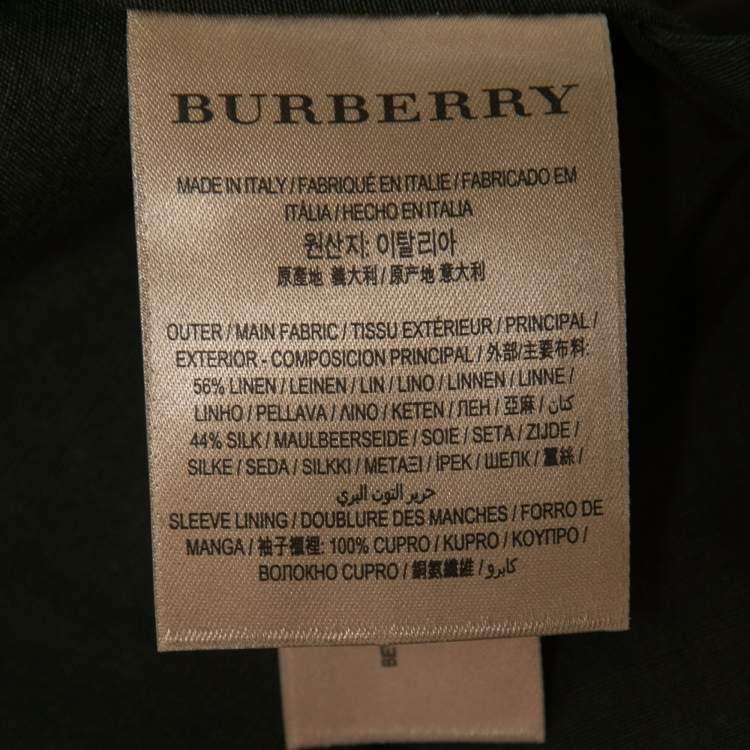 BURBERRY
MADE IN ITALY / FABRIQUÉ EN ITALIE / FABRICADO EM
ITÁLIA / HECHO EN ITALIA
원산지: 이탈리아
原產地 義大利 / 原产地 意大利
OUTER / MAIN FABRIC / TISSU EXTÉRIEUR / PRINCIPAL /
EXTERIOR - COMPOSICION PRINCIPAL / 外部/主要布料:
56% LINEN / LEINEN / LIN / LINO / LINNEN / LINNE /
LINHO / PELLAVA / ΛΙΝΟ / KETEN / ЛЕН / 亞麻 / كتان /
44% SILK / MAULBEERSEIDE / SOIE / SETA / ZIJDE /
SILKE / SEDA / SILKKI / ΜΕΤΑΞΙ / İPEK / ШЕЛК / 蠶絲 /
حرير التوت البري
SLEEVE LINING / DOUBLURE DES MANCHES / FORRO DE
MANGA / 袖子襯裡: 100% CUPRO / KUPRO / ΚΟΥΠΡΟ /
ВОЛОКНО CUPRO / 銅氨纖維 / كابرو
BE